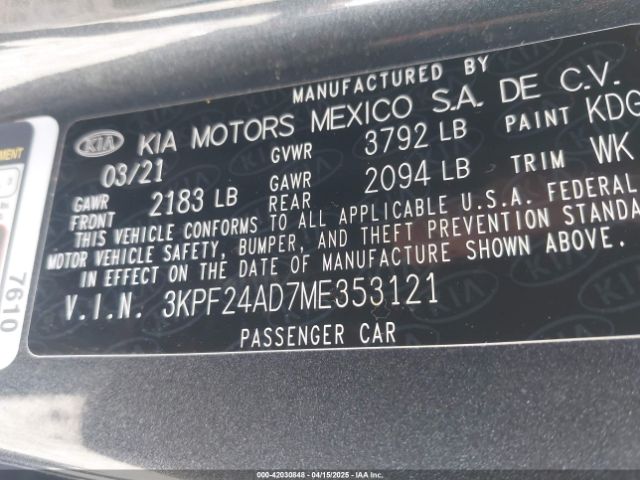 MANUFACTURED BY
KIA KIA MOTORS MEXICO S.A. DE C.V.
03/21 GVWR 3792 LB PAINT KDG
GAWR FRONT 2183 LB GAWR REAR 2094 LB TRIM WK
THIS VEHICLE CONFORMS TO ALL APPLICABLE U.S.A. FEDERAL
MOTOR VEHICLE SAFETY, BUMPER, AND THEFT PREVENTION STANDA
IN EFFECT ON THE DATE OF MANUFACTURE SHOWN ABOVE.
V.I.N. 3KPF24AD7ME353121
PASSENGER CAR
7610
000-42030848 - 04/15/2025 - IAA Holdings, LLC.